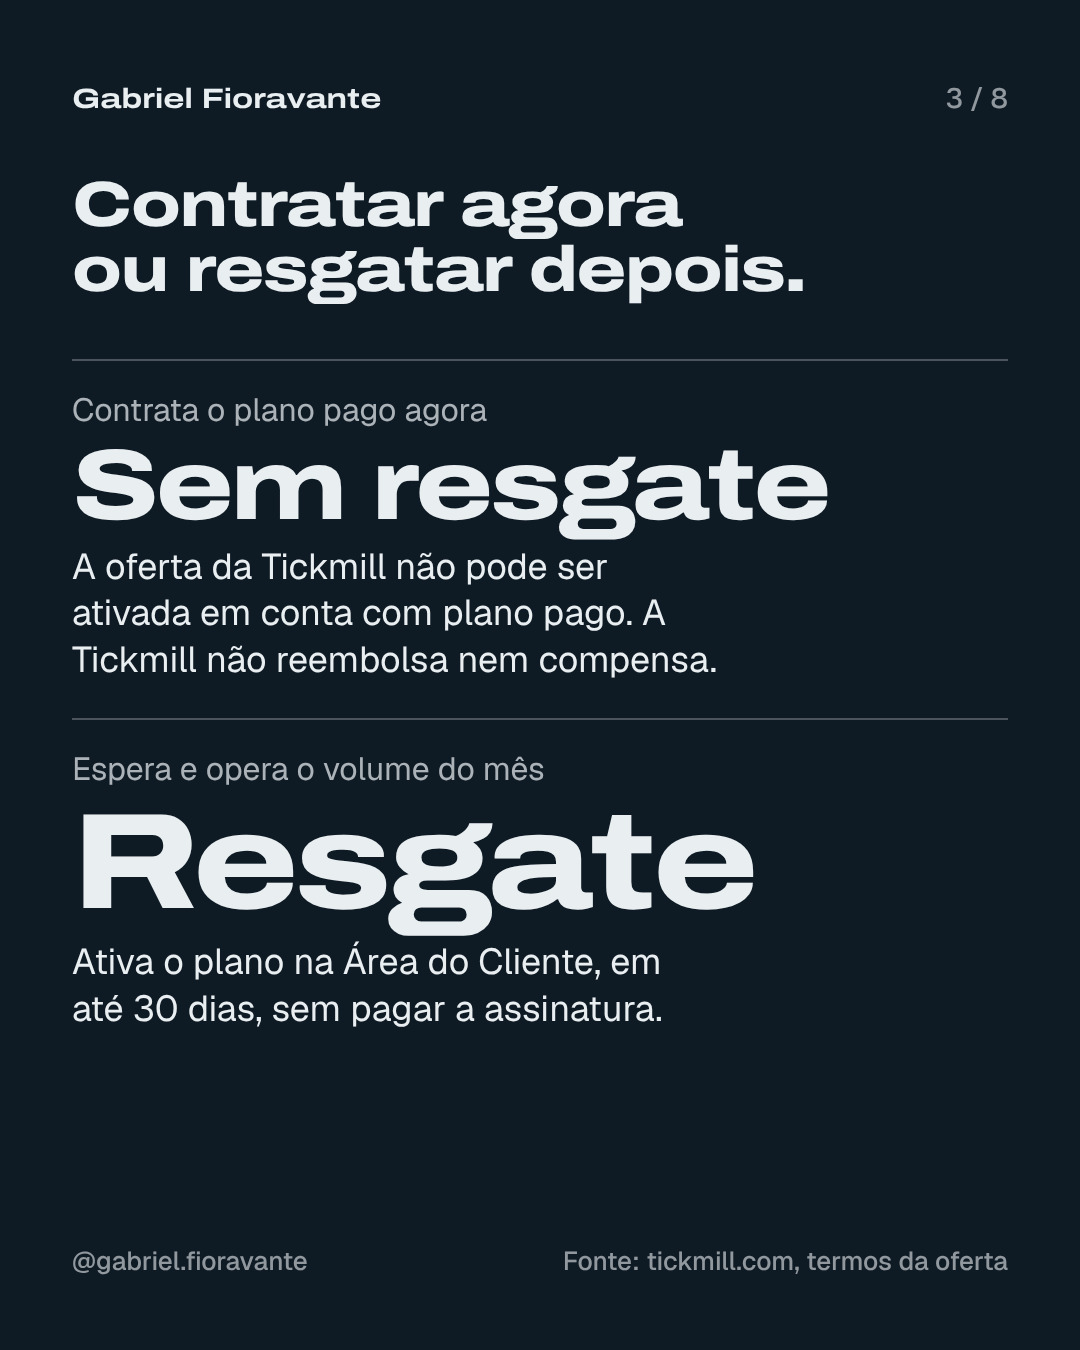 Gabriel Fioravante
3 / 8
Contratar agora
ou resgatar depois.
Contrata o plano pago agora
Sem resgate
A oferta da Tickmill não pode ser
ativada em conta com plano pago. A
Tickmill não reembolsa nem compensa.
Espera e opera o volume do mês
Resgate
Ativa o plano na Área do Cliente, em
até 30 dias, sem pagar a assinatura.
@gabriel.fioravante
Fonte: tickmill.com, termos da oferta